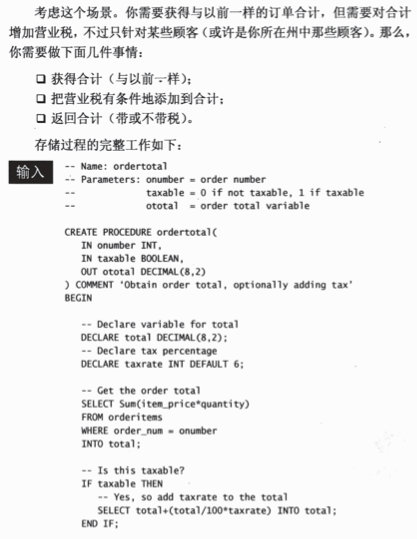 考虑这个场景。你需要获得与以前一样的订单合计，但需要对合计
增加营业税，不过只针对某些顾客（或许是你所在州中那些顾客）。那么，
你需要做下面几件事情：
❑ 获得合计（与以前一样）；
❑ 把营业税有条件地添加到合计；
❑ 返回合计（带或不带税）。
存储过程的完整工作如下：
输入
-- Name: ordertotal
-- Parameters: onumber = order number
--             taxable = 0 if not taxable, 1 if taxable
--             ototal  = order total variable
CREATE PROCEDURE ordertotal(
   IN onumber INT,
   IN taxable BOOLEAN,
   OUT ototal DECIMAL(8,2)
) COMMENT 'Obtain order total, optionally adding tax'
BEGIN
   -- Declare variable for total
   DECLARE total DECIMAL(8,2);
   -- Declare tax percentage
   DECLARE taxrate INT DEFAULT 6;
   -- Get the order total
   SELECT Sum(item_price*quantity)
   FROM orderitems
   WHERE order_num = onumber
   INTO total;
   -- Is this taxable?
   IF taxable THEN
      -- Yes, so add taxrate to the total
      SELECT total+(total/100*taxrate) INTO total;
   END IF;